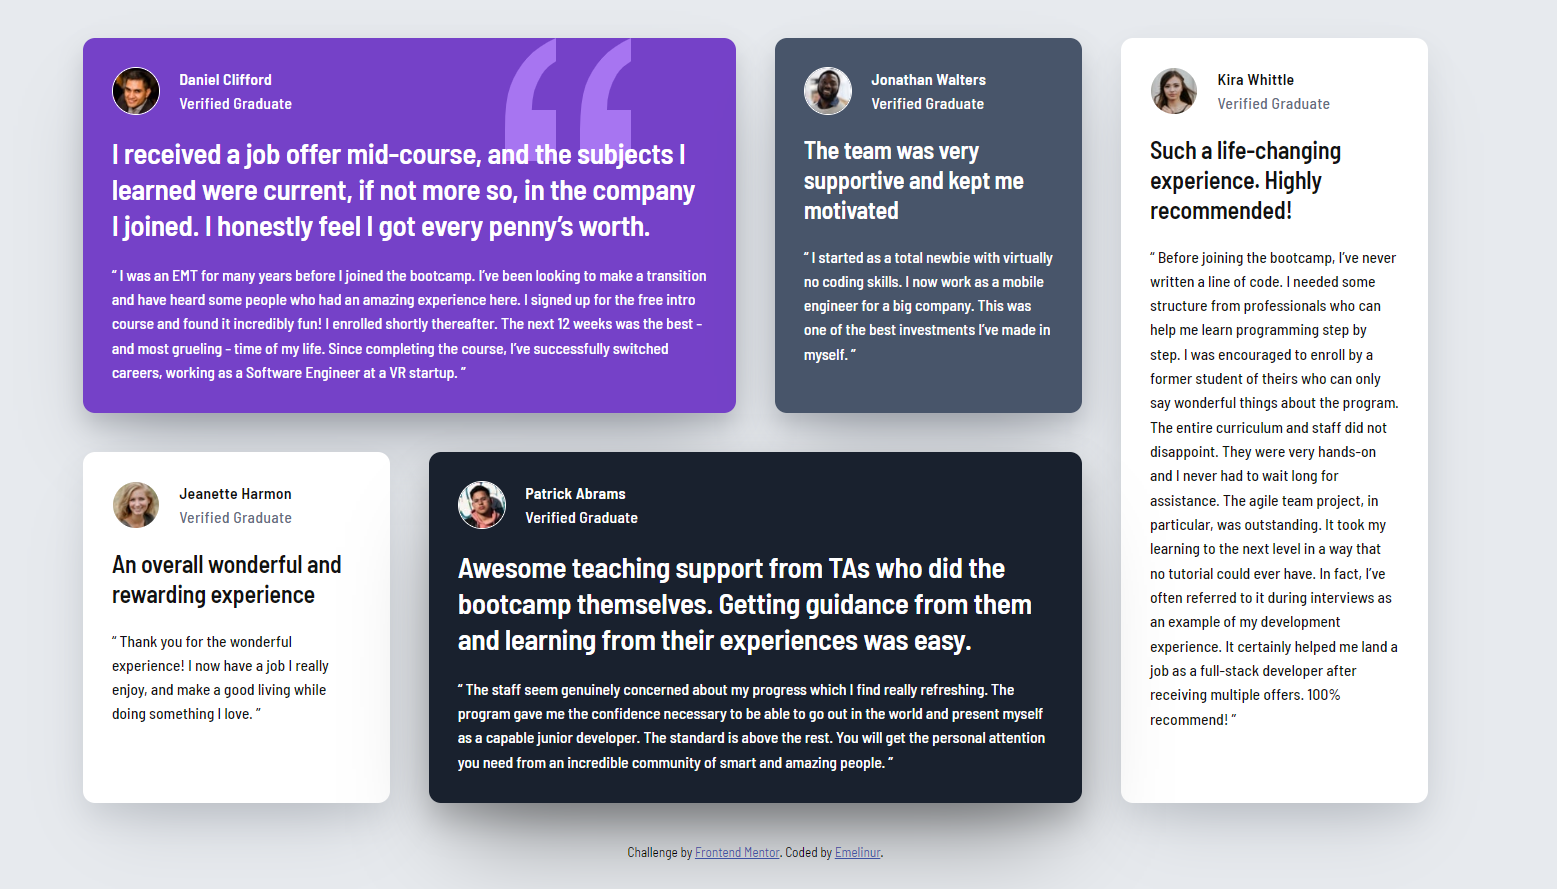 Daniel Clifford
Verified Graduate
I received a job offer mid-course, and the subjects I
learned were current, if not more so, in the company
I joined. I honestly feel I got every penny’s worth.
“ I was an EMT for many years before I joined the bootcamp. I’ve been looking to make a transition
and have heard some people who had an amazing experience here. I signed up for the free intro
course and found it incredibly fun! I enrolled shortly thereafter. The next 12 weeks was the best -
and most grueling - time of my life. Since completing the course, I’ve successfully switched
careers, working as a Software Engineer at a VR startup. ”
Jonathan Walters
Verified Graduate
The team was very
supportive and kept me
motivated
“ I started as a total newbie with virtually
no coding skills. I now work as a mobile
engineer for a big company. This was
one of the best investments I’ve made in
myself. ”
Kira Whittle
Verified Graduate
Such a life-changing
experience. Highly
recommended!
“ Before joining the bootcamp, I’ve never
written a line of code. I needed some
structure from professionals who can
help me learn programming step by
step. I was encouraged to enroll by a
former student of theirs who can only
say wonderful things about the program.
The entire curriculum and staff did not
disappoint. They were very hands-on
and I never had to wait long for
assistance. The agile team project, in
particular, was outstanding. It took my
learning to the next level in a way that
no tutorial could ever have. In fact, I’ve
often referred to it during interviews as
an example of my development
experience. It certainly helped me land a
job as a full-stack developer after
receiving multiple offers. 100%
recommend! ”
Jeanette Harmon
Verified Graduate
An overall wonderful and
rewarding experience
“ Thank you for the wonderful
experience! I now have a job I really
enjoy, and make a good living while
doing something I love. ”
Patrick Abrams
Verified Graduate
Awesome teaching support from TAs who did the
bootcamp themselves. Getting guidance from them
and learning from their experiences was easy.
“ The staff seem genuinely concerned about my progress which I find really refreshing. The
program gave me the confidence necessary to be able to go out in the world and present myself
as a capable junior developer. The standard is above the rest. You will get the personal attention
you need from an incredible community of smart and amazing people. ”
Challenge by Frontend Mentor. Coded by Emelinur.